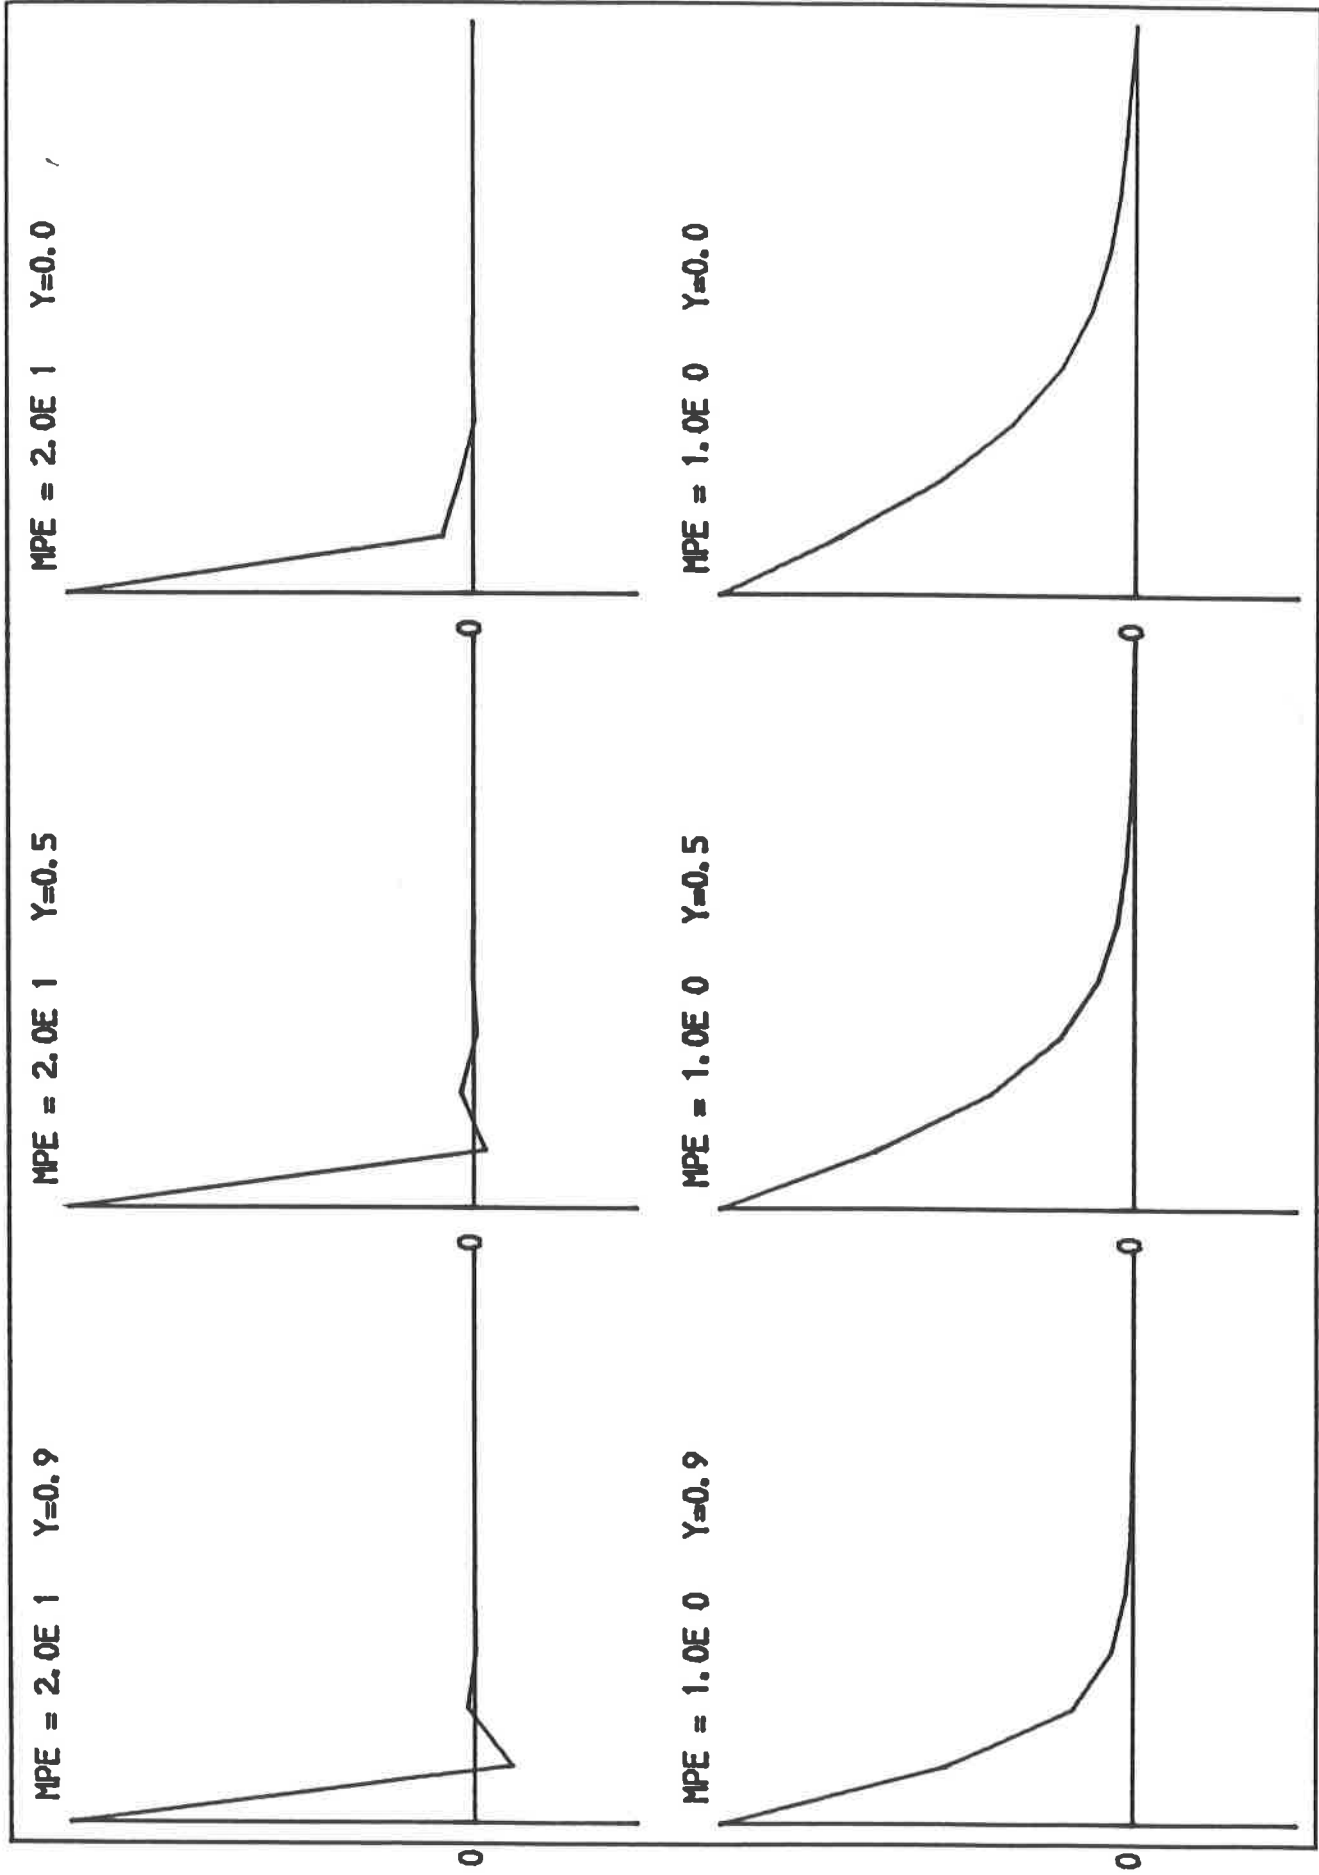 MPE = 2.0E 1 Y=0.9
MPE = 2.0E 1 Y=0.5
MPE = 2.0E 1 Y=0.0
0
0
0
MPE = 1.0E 0 Y=0.9
MPE = 1.0E 0 Y=0.5
MPE = 1.0E 0 Y=0.0
0
0
0